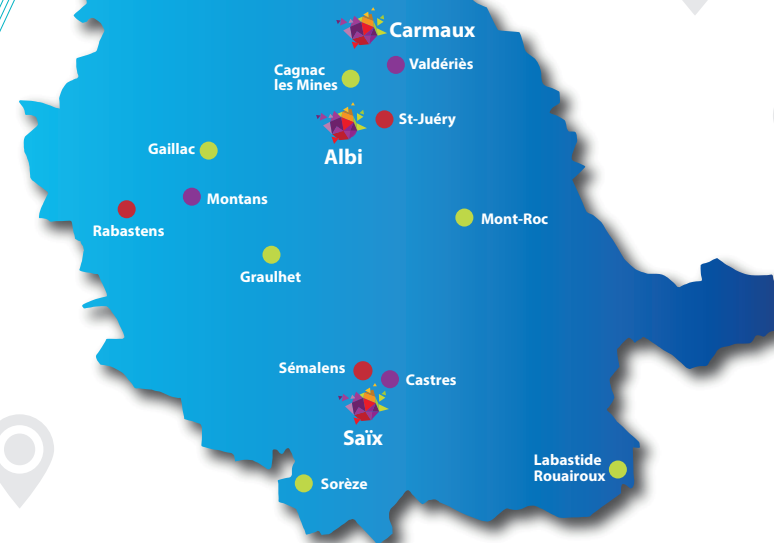 Carmaux
Valdériès
Cagnac
les Mines
St-Juéry
Albi
Gaillac
Montans
Rabastens
Mont-Roc
Graulhet
Sémalens
Castres
Saïx
Labastide
Rouairoux
Sorèze